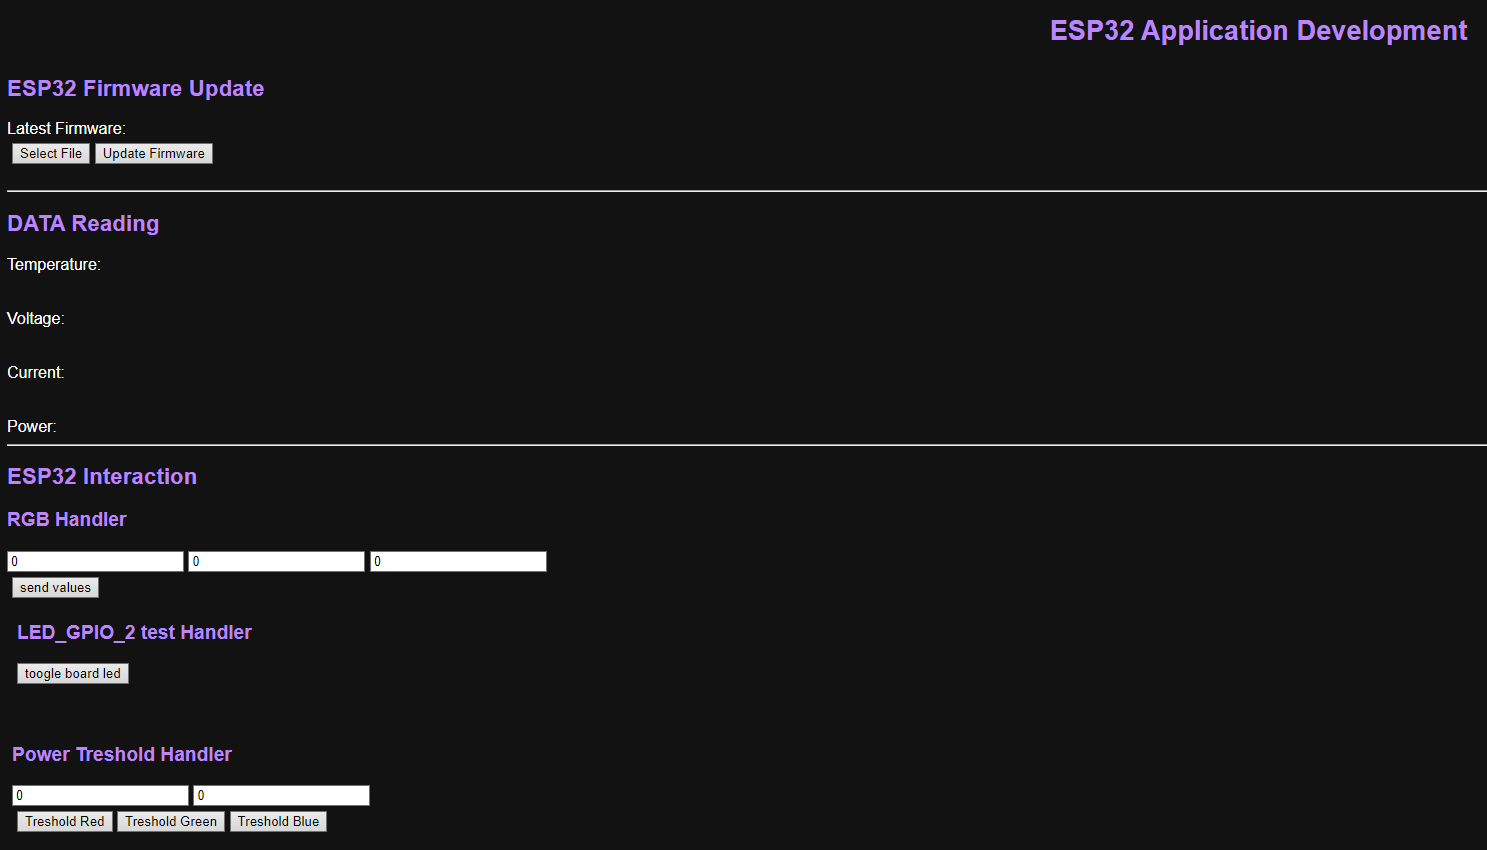 ESP32 Application Development
ESP32 Firmware Update
Latest Firmware:
Select File Update Firmware
DATA Reading
Temperature:
Voltage:
Current:
Power:
ESP32 Interaction
RGB Handler
0 0 0
send values
LED_GPIO_2 test Handler
toogle board led
Power Treshold Handler
0 0
Treshold Red Treshold Green Treshold Blue